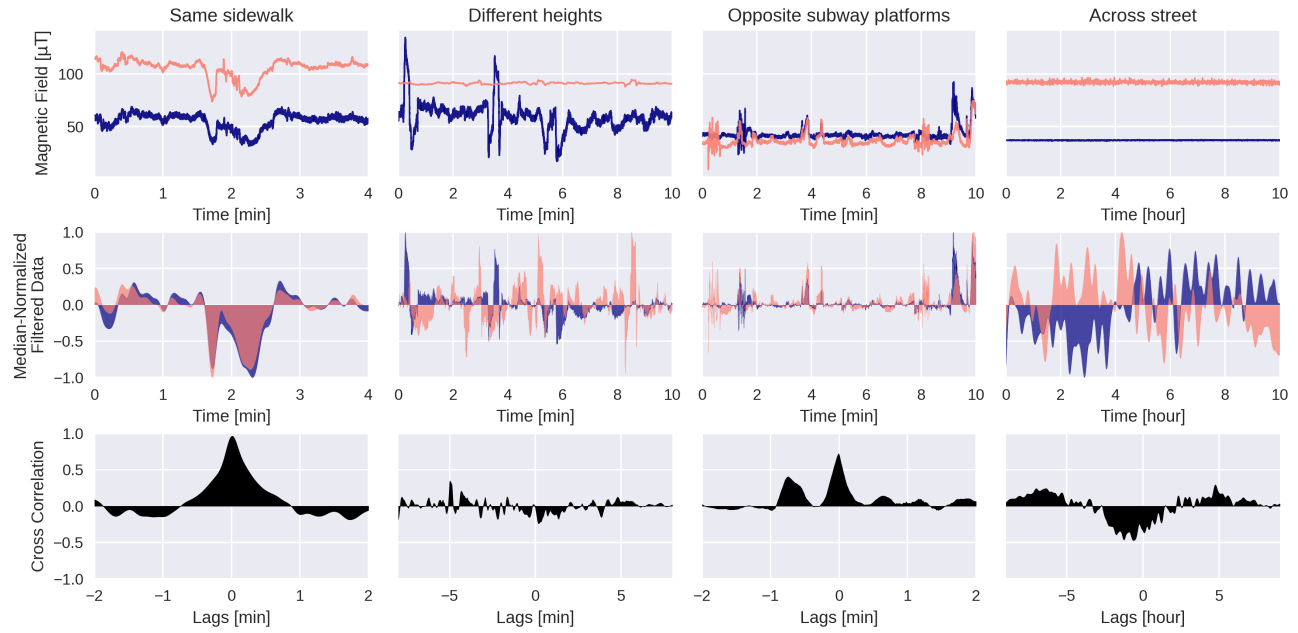 Same sidewalk
Different heights
Opposite subway platforms
Across street
Magnetic Field [µT]
100
50
0 1 2 3 4
0 2 4 6 8 10
0 2 4 6 8 10
0 2 4 6 8 10
Time [min]
Time [min]
Time [min]
Time [hour]
Median-Normalized
Filtered Data
1.0
0.5
0.0
−0.5
−1.0
0 1 2 3 4
0 2 4 6 8 10
0 2 4 6 8 10
0 2 4 6 8 10
Time [min]
Time [min]
Time [min]
Time [hour]
Cross Correlation
1.0
0.5
0.0
−0.5
−1.0
−2 −1 0 1 2
−5 0 5
−2 −1 0 1 2
−5 0 5
Lags [min]
Lags [min]
Lags [min]
Lags [hour]